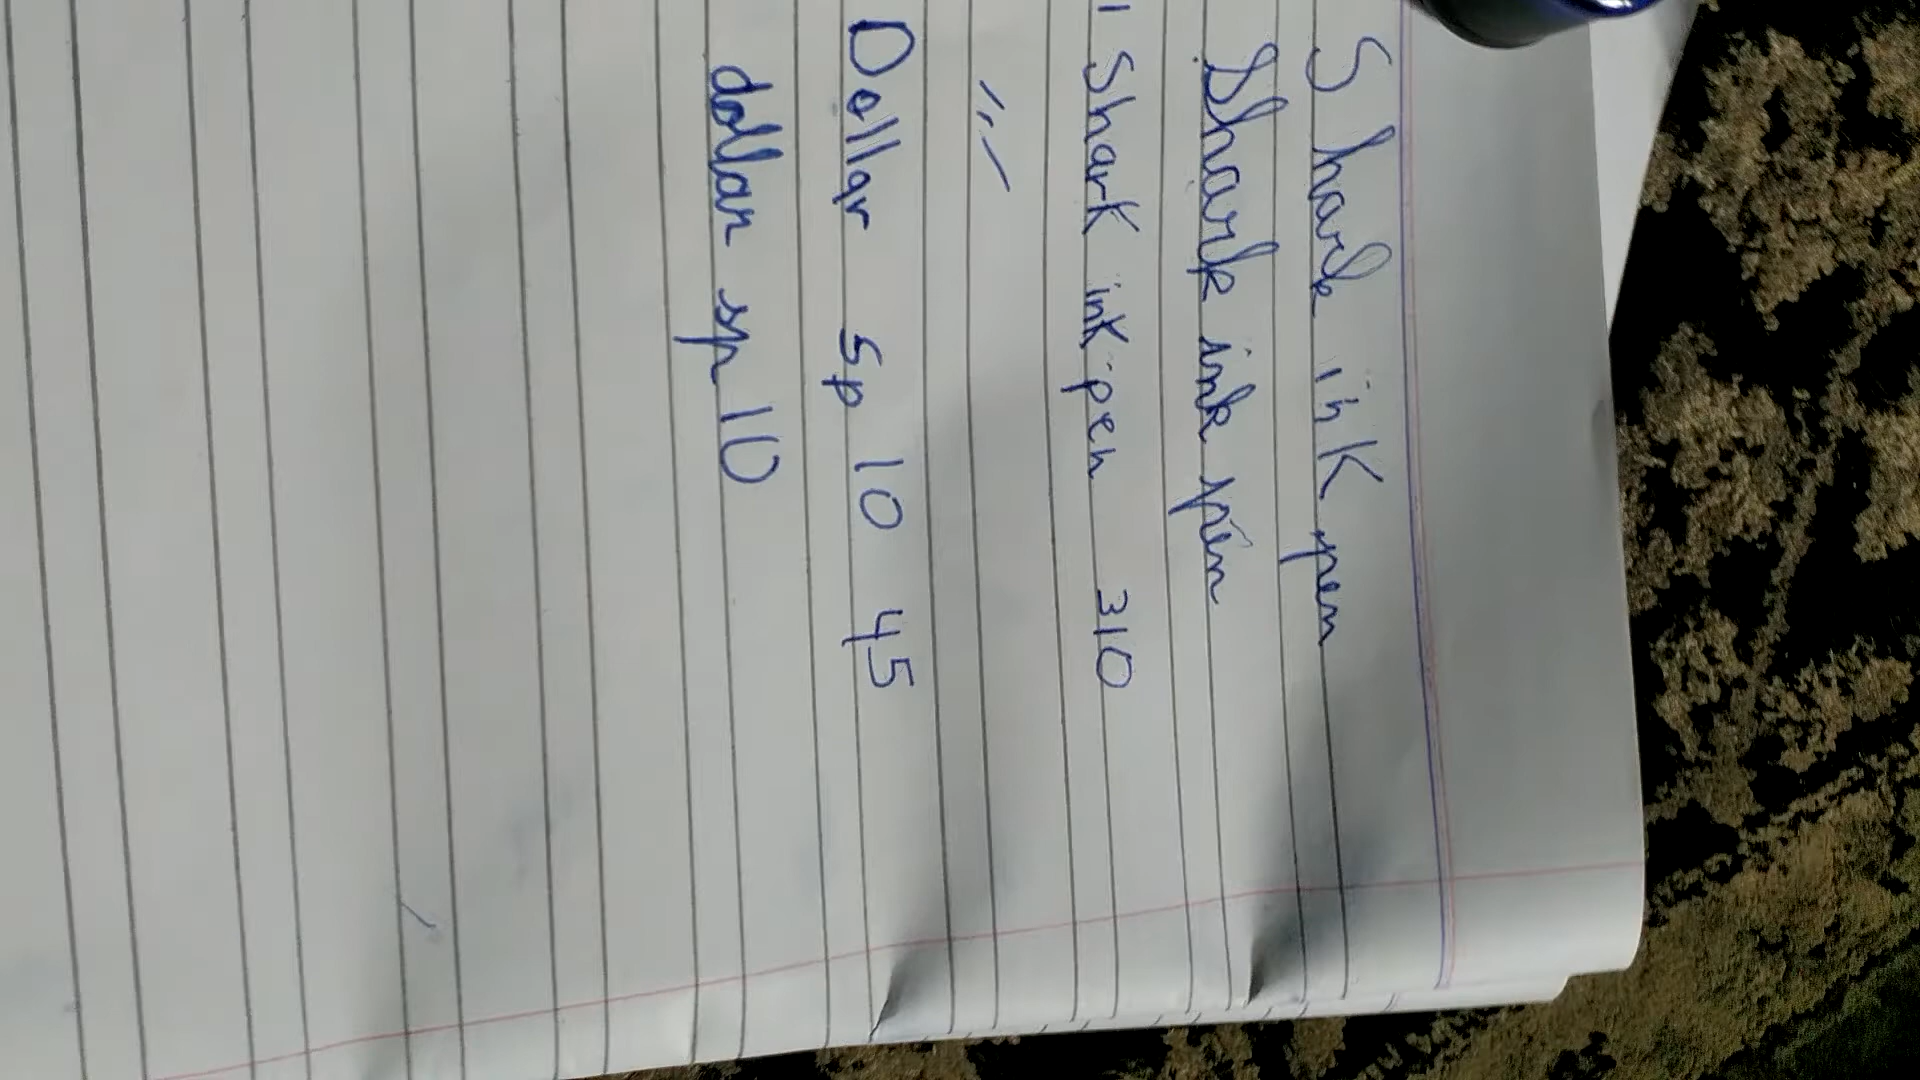 Shark ink pen
Shark ink pen
1 Shark ink pen 310
Dollar Sp 10 45
dollar sp 10